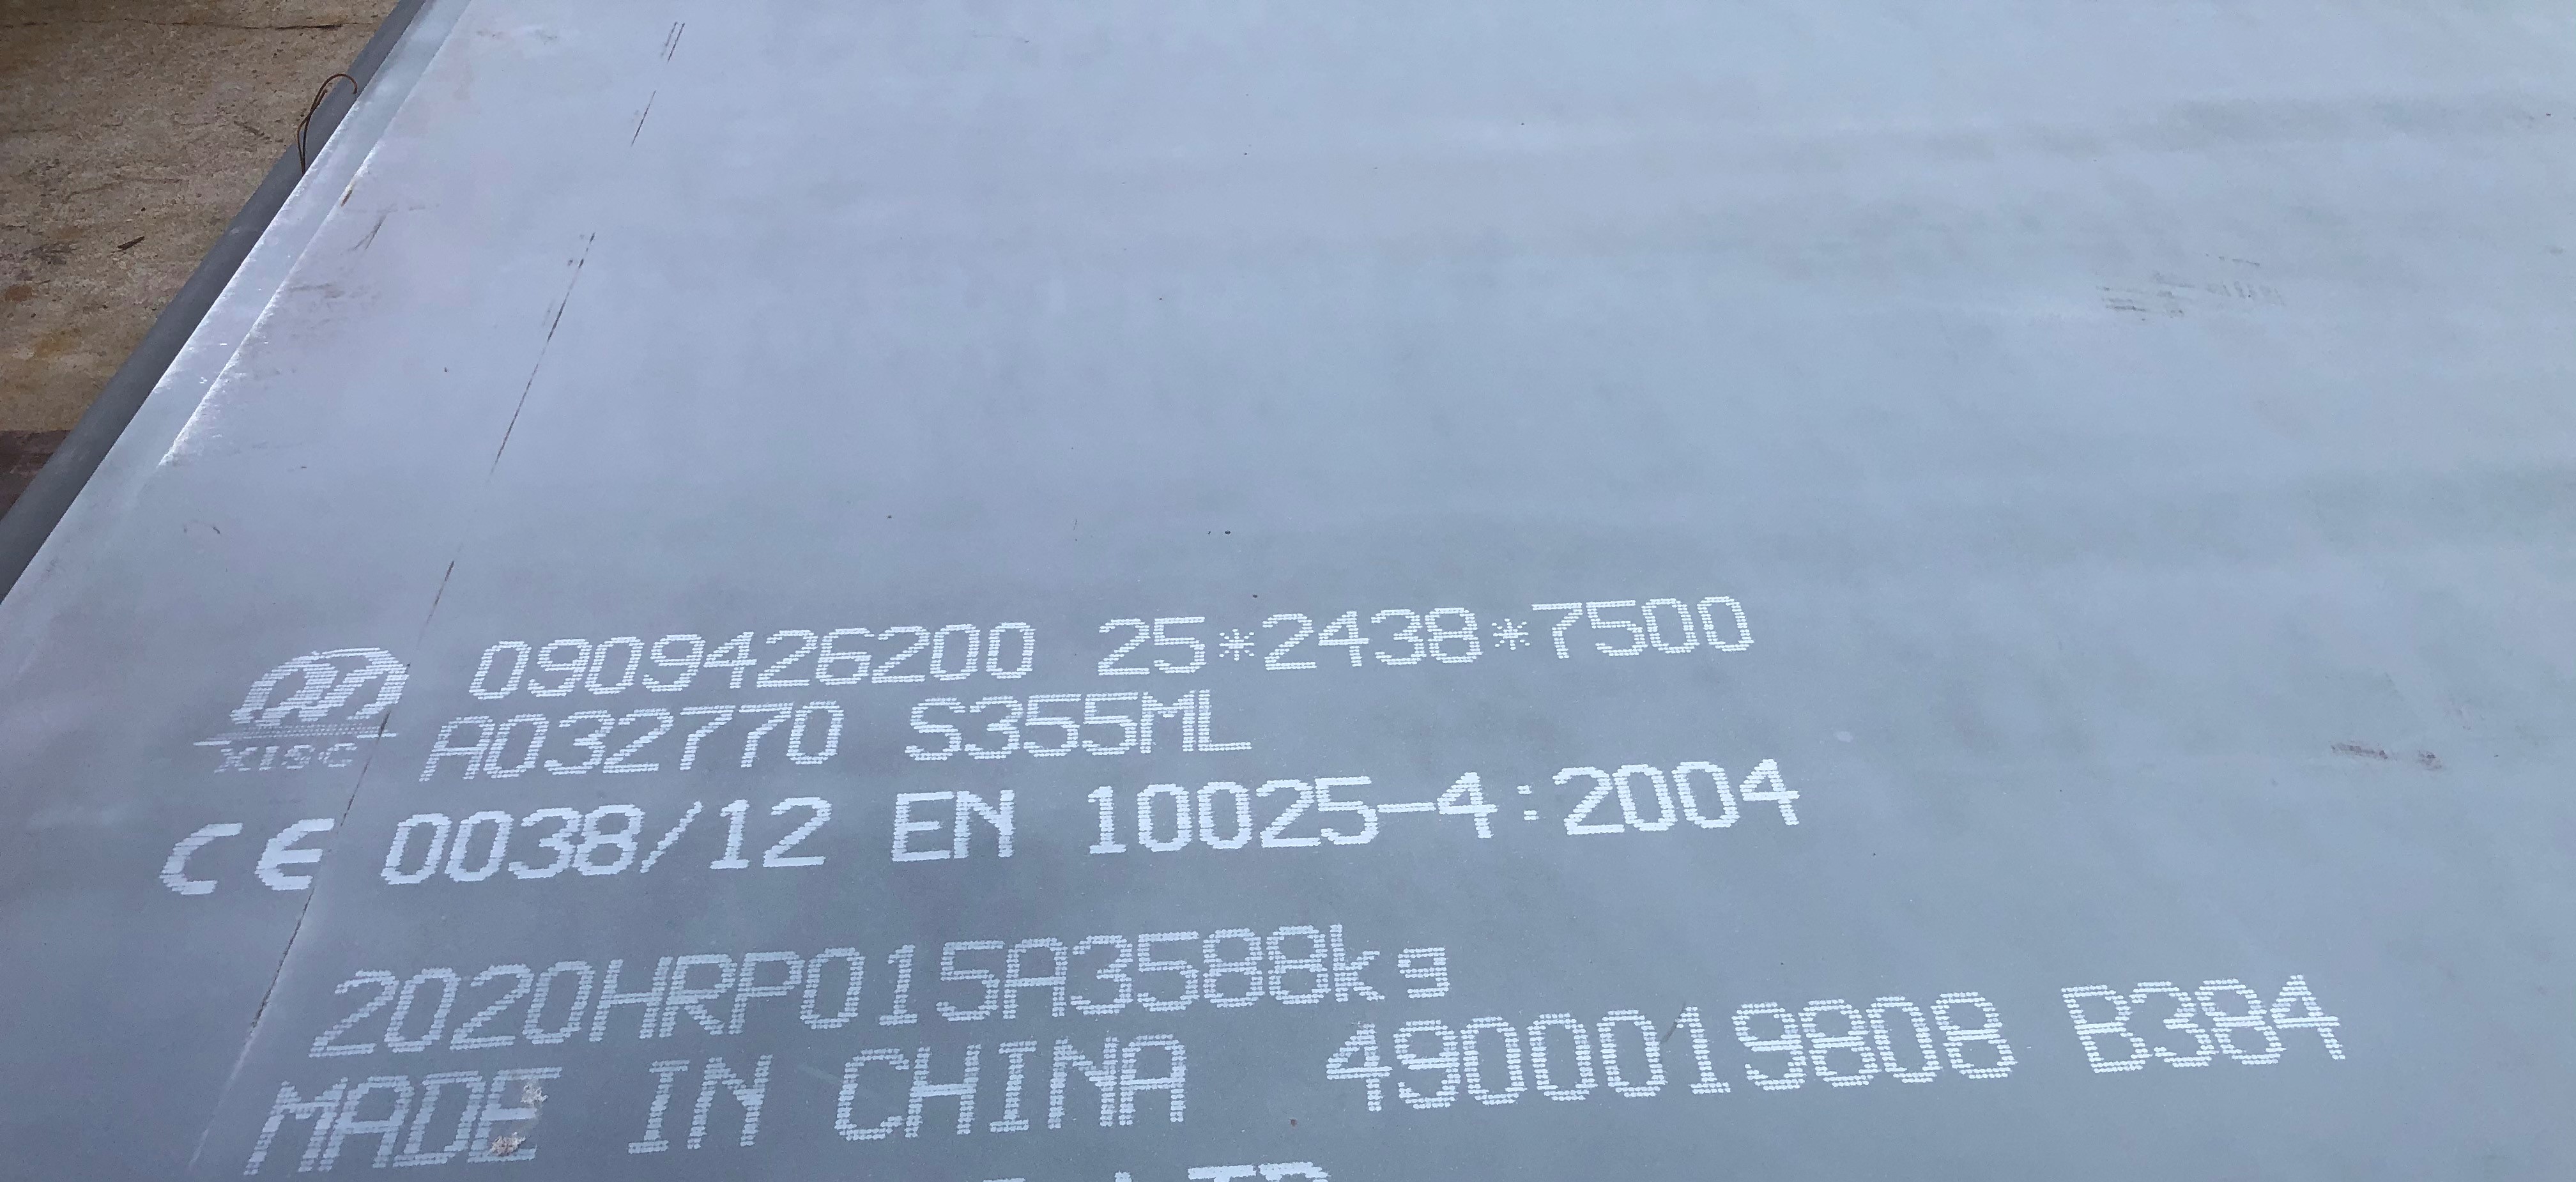 0909426200 25*2438*7500
A032770 S355ML
CE 0038/12 EN 10025-4:2004
2020HRP015A3588kg
MADE IN CHINA 4900019808 B384